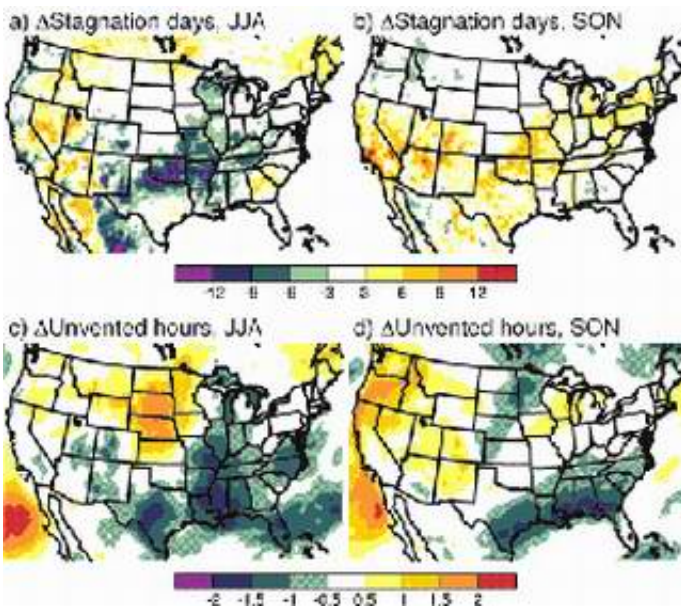 a) ΔStagnation days, JJA
b) ΔStagnation days, SON
-12 -9 -6 -3 3 6 9 12
c) ΔUnvented hours, JJA
d) ΔUnvented hours, SON
-2 -1.5 -1 -0.5 0.5 1 1.5 2